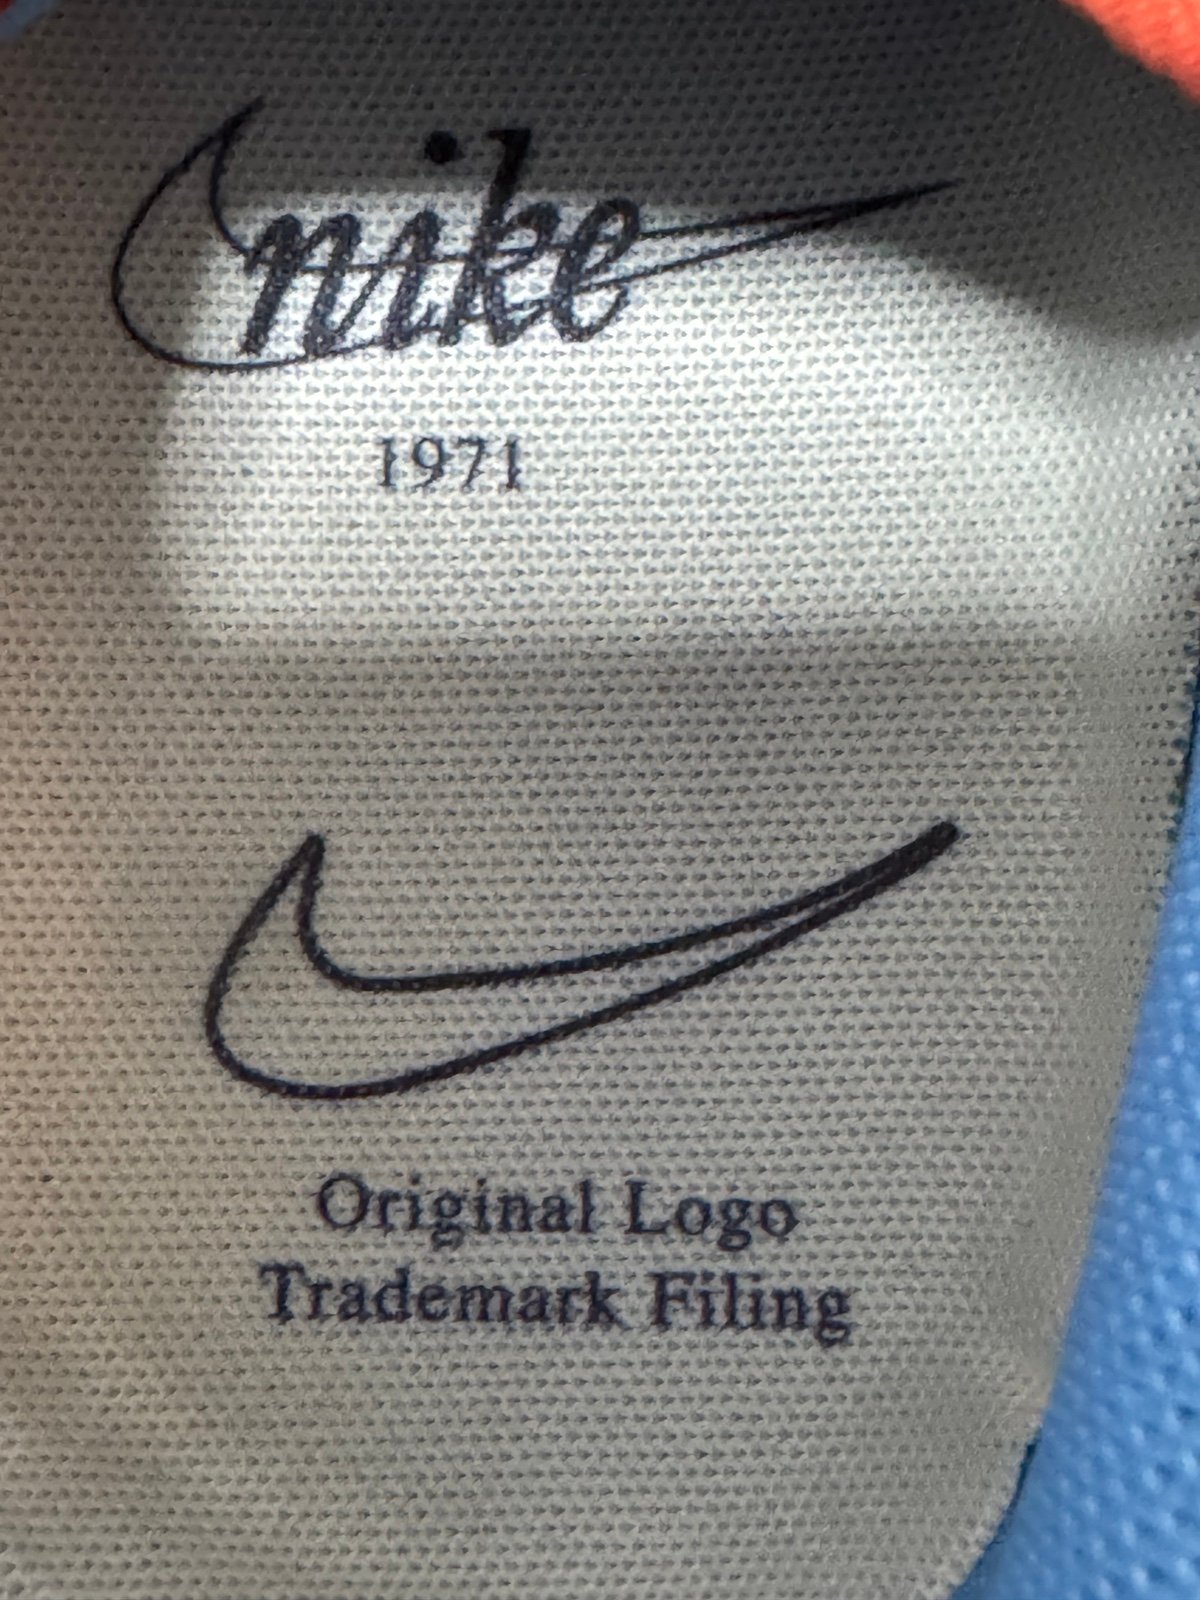 nike
1971
Original Logo
Trademark Filing